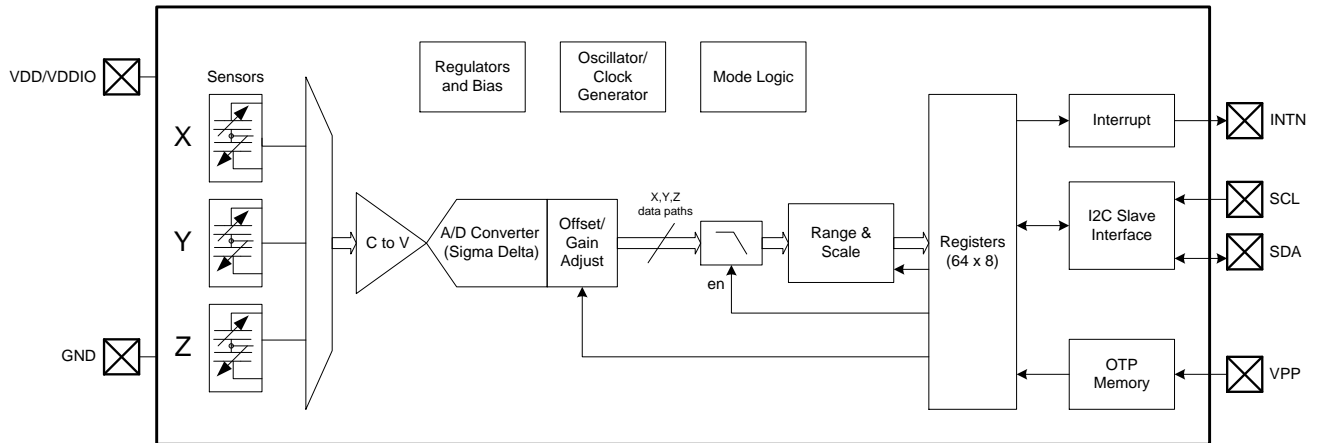 VDD/VDDIO
GND
Sensors
X
Y
Z
Regulators
and Bias
Oscillator/
Clock
Generator
Mode Logic
C to V
A/D Converter
(Sigma Delta)
Offset/
Gain
Adjust
X,Y,Z
data paths
en
Range &
Scale
Registers
(64 x 8)
Interrupt
I2C Slave
Interface
OTP
Memory
INTN
SCL
SDA
VPP